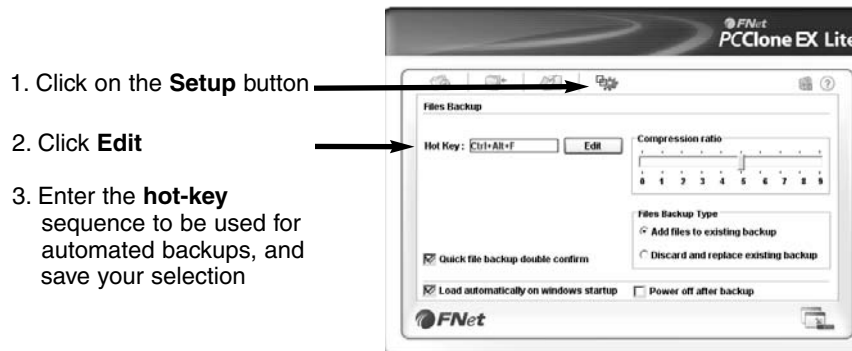 FNet
PCClone EX Lite
1. Click on the Setup button
2. Click Edit
3. Enter the hot-key
sequence to be used for
automated backups, and
save your selection
Files Backup
Hot Key : Ctrl+Alt+F Edit
Compression ratio
0 1 2 3 4 5 6 7 8 9
Files Backup Type
Add files to existing backup
Discard and replace existing backup
Quick file backup double confirm
Load automatically on windows startup Power off after backup
FNet